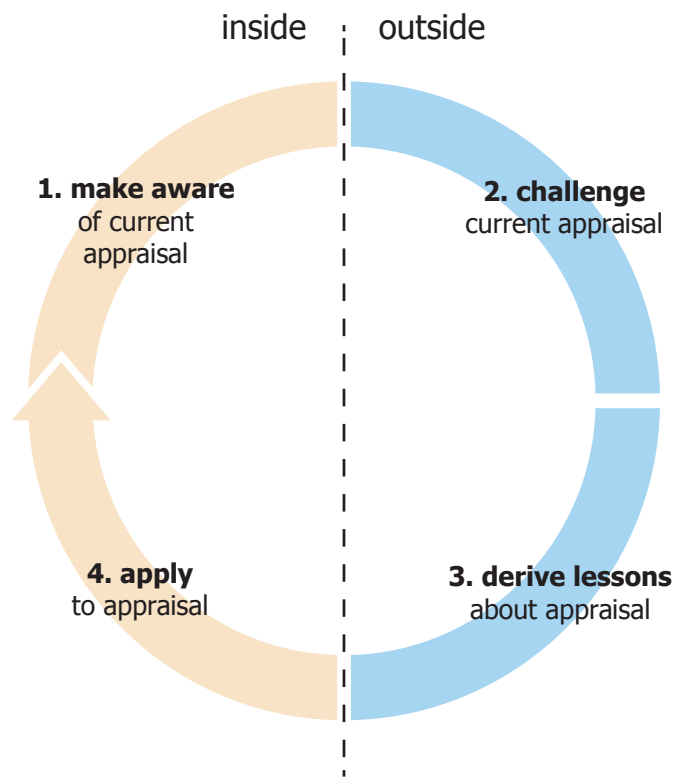 inside
outside
1. make aware
of current
appraisal
2. challenge
current appraisal
3. derive lessons
about appraisal
4. apply
to appraisal